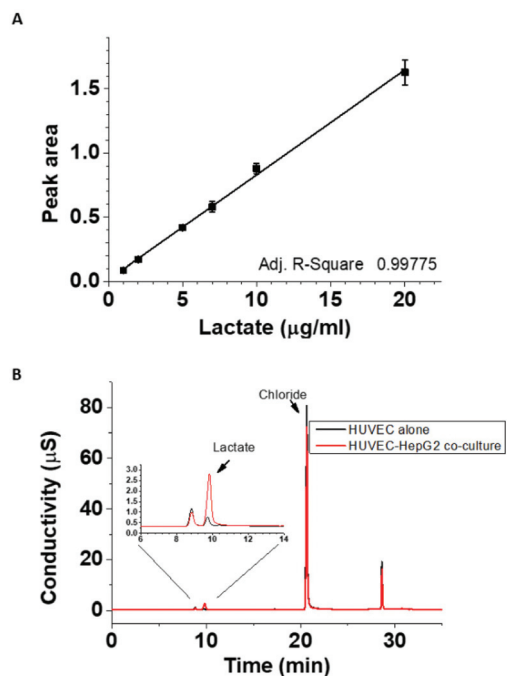 A
Peak area
1.5
1.0
0.5
0.0
Adj. R-Square 0.99775
0 5 10 15 20
Lactate (μg/ml)
B
Conductivity (μS)
80
60
40
20
0
Chloride
HUVEC alone
HUVEC-HepG2 co-culture
Lactate
3.0
2.5
2.0
1.5
1.0
0.5
0.0
6 8 10 12 14
0 10 20 30
Time (min)